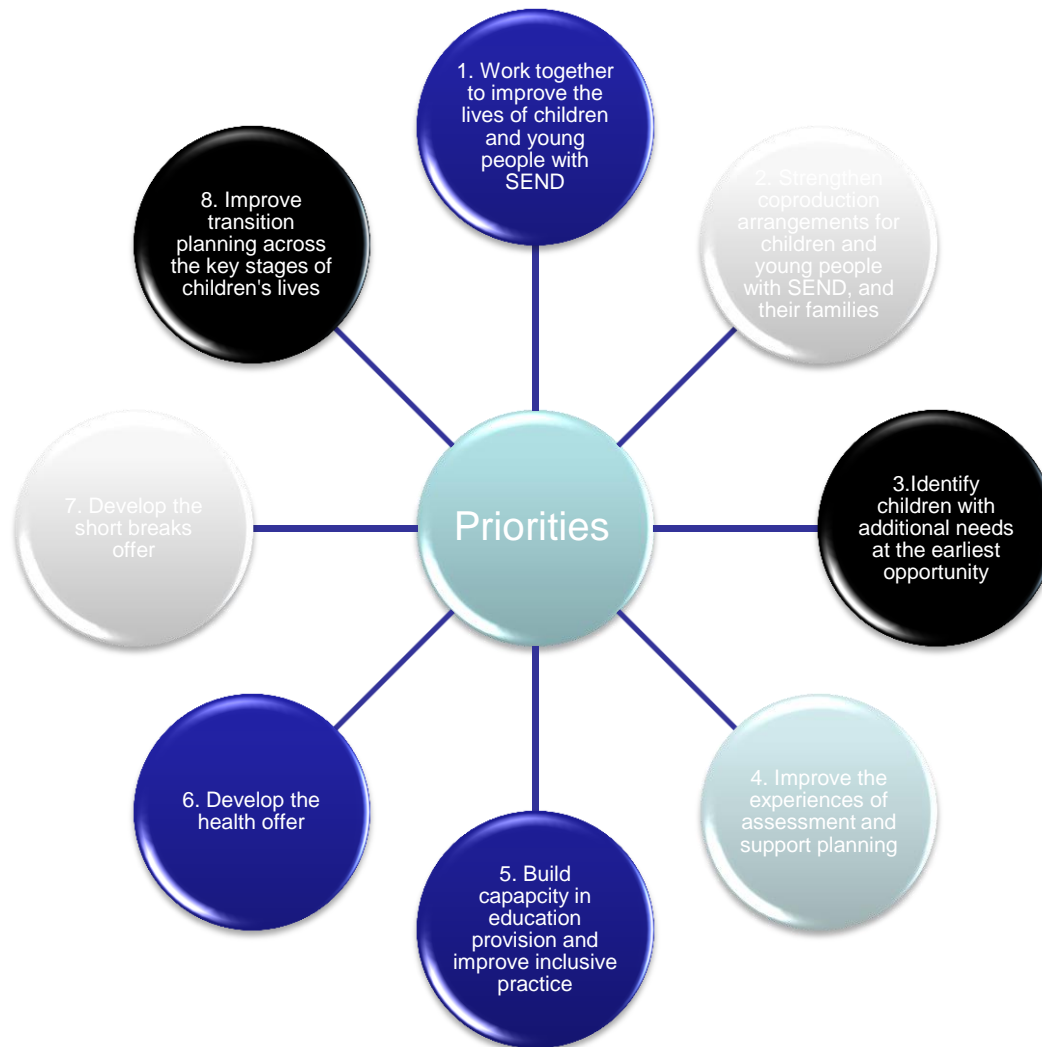 1. Work together
to improve the
lives of children
and young
people with
SEND
2. Strengthen
coproduction
arrangements for
children and
young people
with SEND, and
their families
3.Identify
children with
additional needs
at the earliest
opportunity
4. Improve the
experiences of
assessment and
support planning
5. Build
capapcity in
education
provision and
improve inclusive
practice
6. Develop the
health offer
7. Develop the
short breaks
offer
8. Improve
transition
planning across
the key stages of
children's lives
Priorities